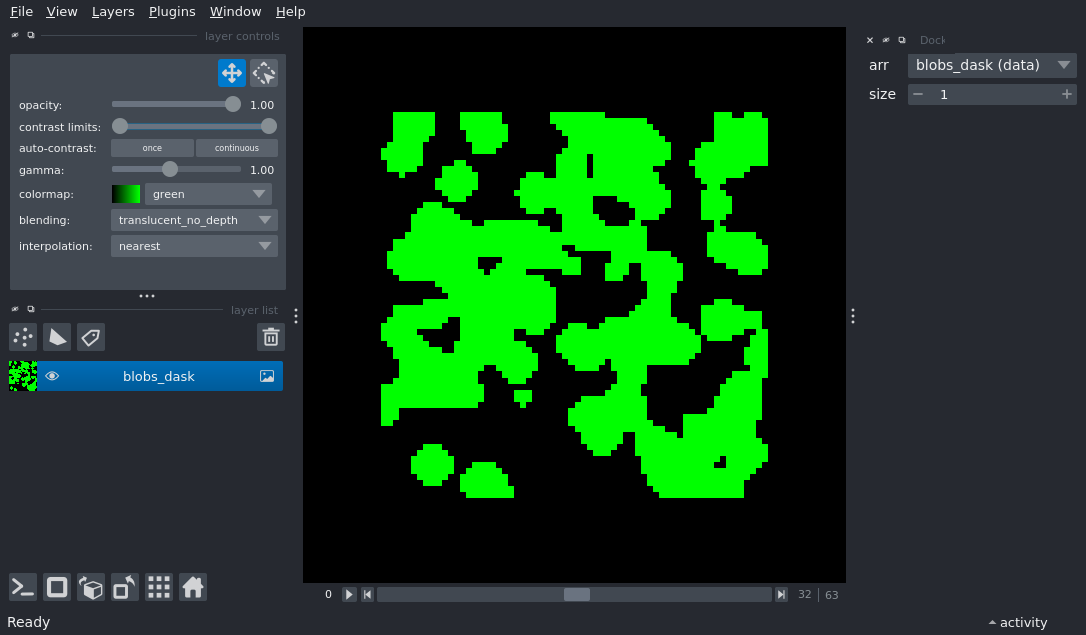 File View Layers Plugins Window Help
layer controls
Dock
arr blobs_dask (data)
size 1
opacity: 1.00
contrast limits:
auto-contrast: once continuous
gamma: 1.00
colormap: green
blending: translucent_no_depth
interpolation: nearest
layer list
blobs_dask
0 32 63
Ready
activity